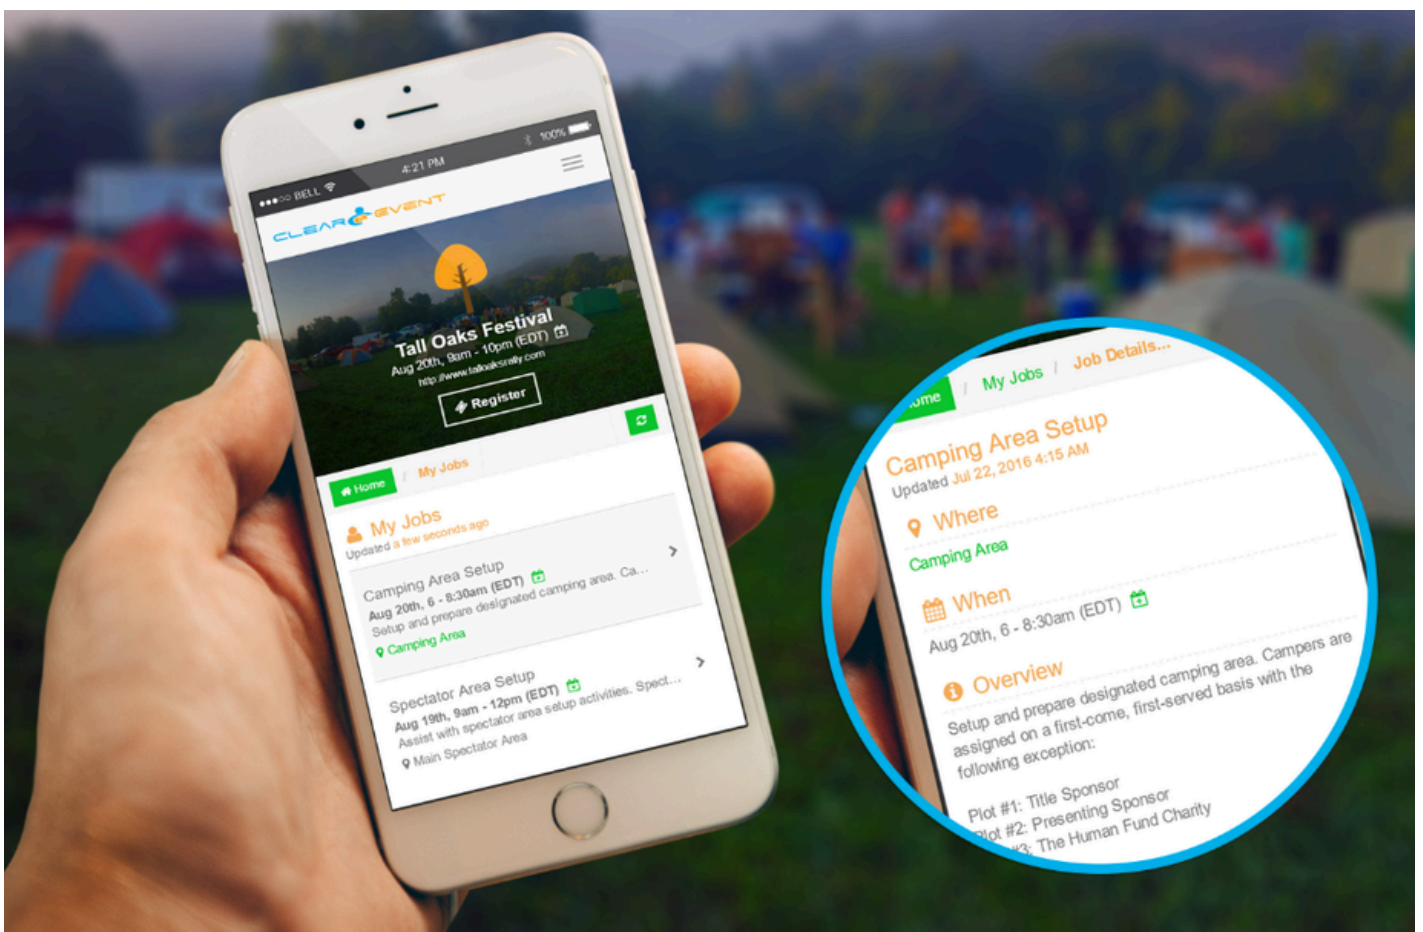 BELL
4:21 PM
100%
CLEAR EVENT
Tall Oaks Festival
Aug 20th, 9am - 10pm (EDT)
http://www.talloaksrally.com
Register
Home / My Jobs
My Jobs
Updated a few seconds ago
Camping Area Setup
Aug 20th, 6 - 8:30am (EDT)
Setup and prepare designated camping area. Ca...
Camping Area
Spectator Area Setup
Aug 19th, 9am - 12pm (EDT)
Assist with spectator area setup activities. Spect...
Main Spectator Area
ome / My Jobs / Job Details...
Camping Area Setup
Updated Jul 22, 2016 4:15 AM
Where
Camping Area
When
Aug 20th, 6 - 8:30am (EDT)
Overview
Setup and prepare designated camping area. Campers are
assigned on a first-come, first-served basis with the
following exception:
Plot #1: Title Sponsor
Plot #2: Presenting Sponsor
#3: The Human Fund Charity